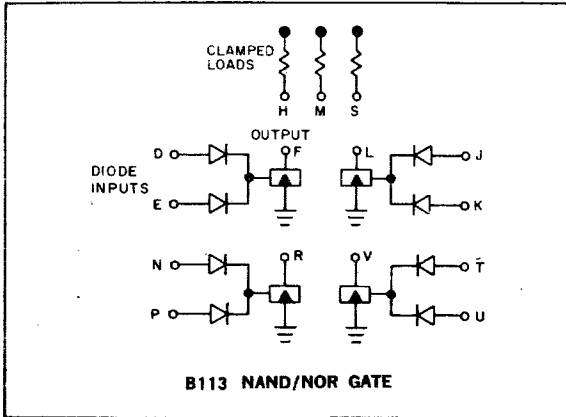 CLAMPED
LOADS
H M S
OUTPUT
D F L J
DIODE
INPUTS
E K
N R V T
P U
B113 NAND/NOR GATE